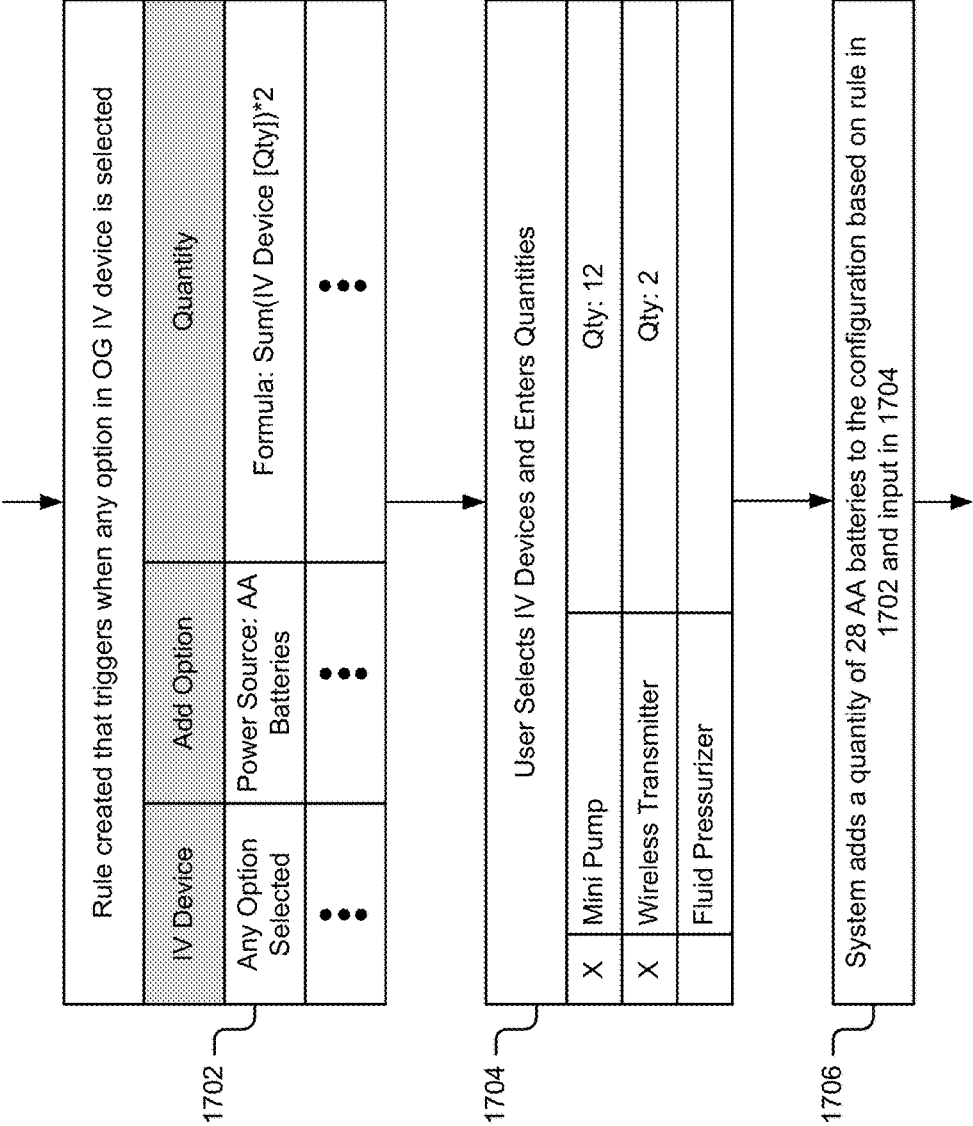 Rule created that triggers when any option in OG IV device is selected
IV Device
Add Option
Quantity
Any Option
Selected
Power Source: AA
Batteries
Formula: Sum(IV Device [Qty])*2
1702
User Selects IV Devices and Enters Quantities
X Mini Pump Qty: 12
X Wireless Transmitter Qty: 2
Fluid Pressurizer
1704
System adds a quantity of 28 AA batteries to the configuration based on rule in
1702 and input in 1704
1706